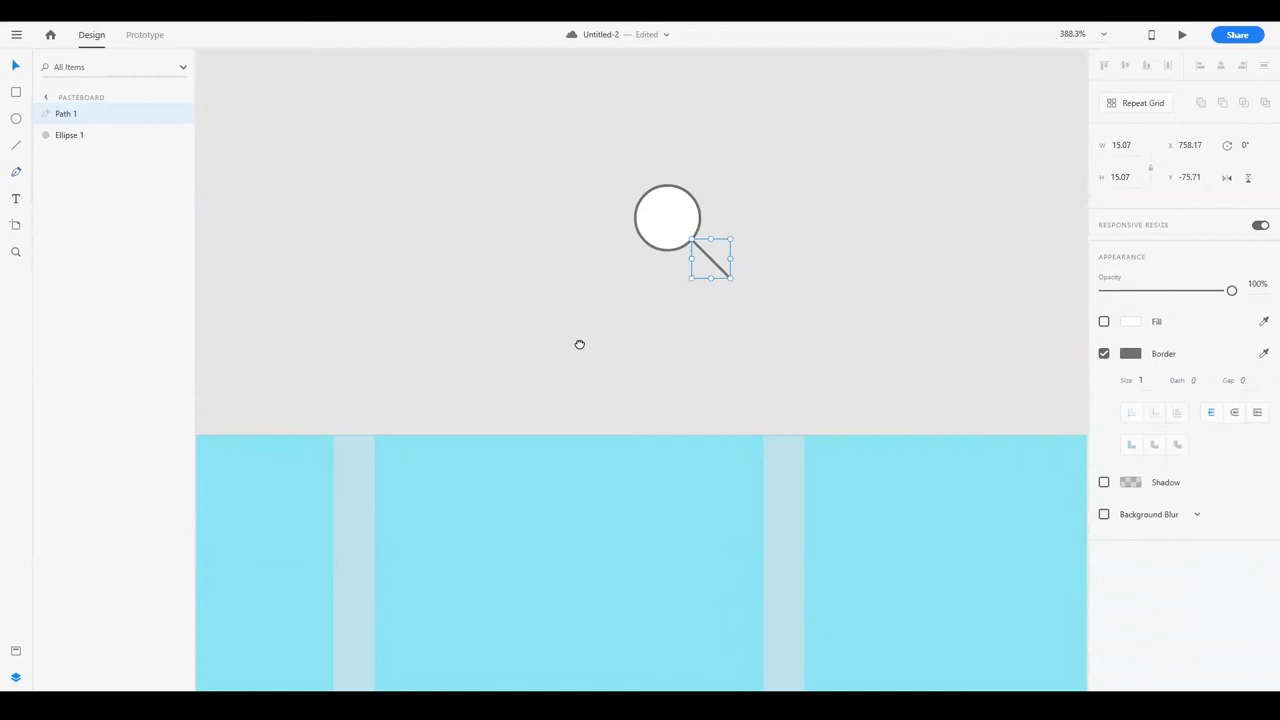 Design
Prototype
Untitled-2 — Edited
388.3%
Share
All Items
PASTEBOARD
Path 1
Ellipse 1
Repeat Grid
W 15.07 X 758.17 0°
H 15.07 Y -75.71
RESPONSIVE RESIZE
APPEARANCE
Opacity
100%
Fill
Border
Size 1 Dash 0 Gap 0
Shadow
Background Blur
T